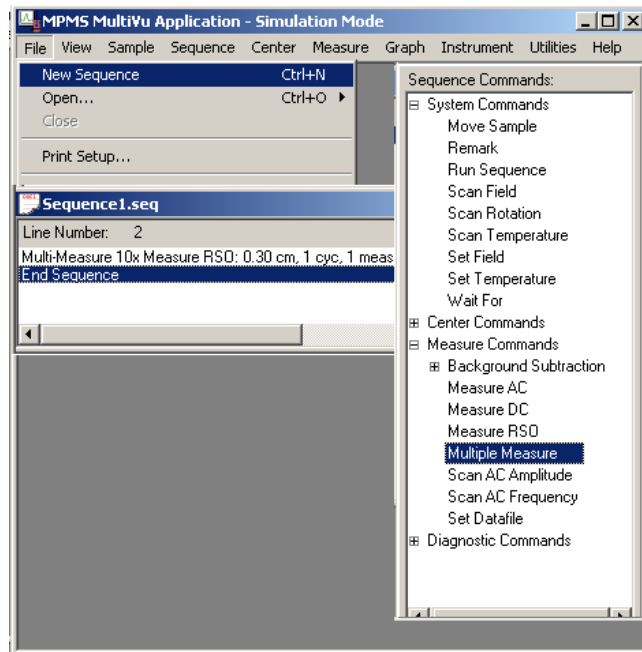 MPMS MultiVu Application - Simulation Mode
File View Sample Sequence Center Measure Graph Instrument Utilities Help
New Sequence Ctrl+N
Open... Ctrl+O
Close
Print Setup...
Sequence1.seq
Line Number: 2
Multi-Measure 10x Measure RSO: 0.30 cm, 1 cyc, 1 meas
End Sequence
Sequence Commands:
System Commands
Move Sample
Remark
Run Sequence
Scan Field
Scan Rotation
Scan Temperature
Set Field
Set Temperature
Wait For
Center Commands
Measure Commands
Background Subtraction
Measure AC
Measure DC
Measure RSO
Multiple Measure
Scan AC Amplitude
Scan AC Frequency
Set Datafile
Diagnostic Commands